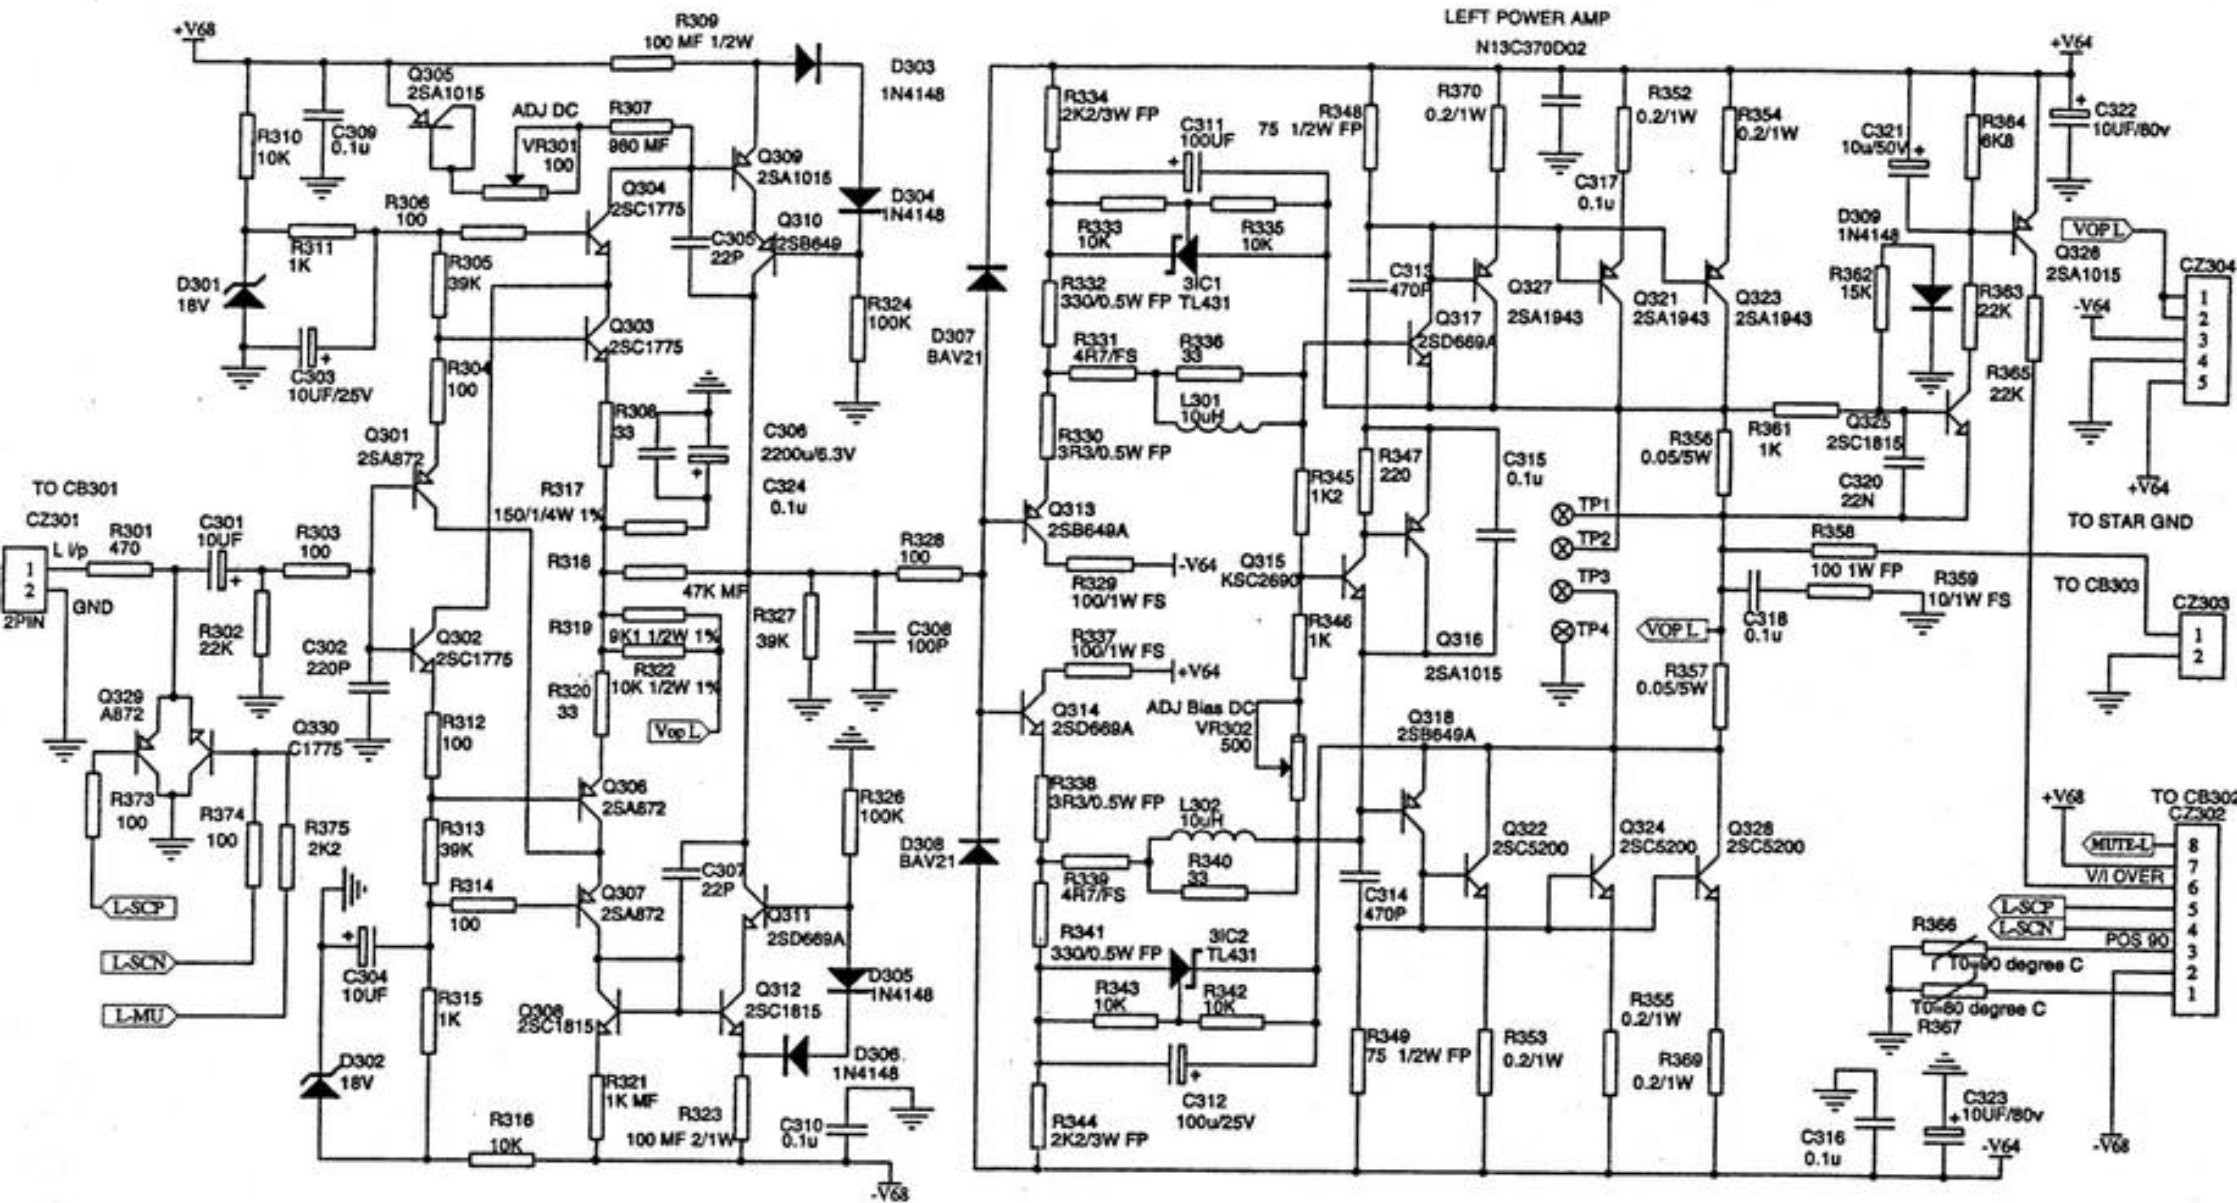 LEFT POWER AMP
N13C370D02
+V68
R309
100 MF 1/2W
D303
1N4148
Q305
2SA1015
ADJ DC
R307
980 MF
VR301
100
R310
10K
C309
0.1u
Q309
2SA1015
D304
1N4148
Q304
2SC1775
Q310
2SB649
R306
100
R311
1K
C305
22P
R305
39K
D301
18V
R324
100K
Q303
2SC1775
C303
10UF/25V
R304
100
R308
33
C306
2200u/6.3V
C324
0.1u
Q301
2SA872
R317
150/1/4W 1%
TO CB301
CZ301
L i/p
1
2
GND
2PIN
R301
470
C301
10UF
R303
100
R302
22K
C302
220P
R318
47K MF
R328
100
R319
9K1 1/2W 1%
R322
10K 1/2W 1%
R327
39K
C308
100P
Q302
2SC1775
R320
33
Vop L
Q329
A872
Q330
C1775
R312
100
R373
100
R374
100
R375
2K2
Q306
2SA872
R326
100K
R313
39K
R314
100
Q307
2SA872
C307
22P
Q311
2SD669A
L-SCP
L-SCN
L-MU
C304
10UF
R315
1K
Q308
2SC1815
Q312
2SC1815
D305
1N4148
D306
1N4148
D302
18V
R321
1K MF
R323
100 MF 2/1W
C310
0.1u
R316
10K
-V68
D307
BAV21
D308
BAV21
R334
2K2/3W FP
C311
100UF
R333
10K
R335
10K
3IC1
TL431
R332
330/0.5W FP
R331
4R7/FS
R336
33
L301
10uH
R330
3R3/0.5W FP
Q313
2SB649A
R329
100/1W FS
-V64
R337
100/1W FS
+V64
Q314
2SD669A
R338
3R3/0.5W FP
L302
10uH
R339
4R7/FS
R340
33
R341
330/0.5W FP
3IC2
TL431
R343
10K
R342
10K
C312
100u/25V
R344
2K2/3W FP
R348
75 1/2W FP
R370
0.2/1W
C317
0.1u
R352
0.2/1W
R354
0.2/1W
C313
470P
Q317
2SD669A
Q327
2SA1943
Q321
2SA1943
Q323
2SA1943
R345
1K2
R347
220
C315
0.1u
Q315
KSC2690
R346
1K
Q316
2SA1015
ADJ Bias DC
VR302
500
Q318
2SB649A
TP1
TP2
TP3
TP4
R356
0.05/5W
R361
1K
R357
0.05/5W
VOP L
Q322
2SC5200
Q324
2SC5200
Q328
2SC5200
C314
470P
R349
75 1/2W FP
R353
0.2/1W
R355
0.2/1W
R369
0.2/1W
+V64
C321
10u/50V
R364
6K8
C322
10UF/80v
D309
1N4148
R362
15K
Q326
2SA1015
R363
22K
R365
22K
Q325
2SC1815
C320
22N
R358
100 1W FP
C318
0.1u
R359
10/1W FS
VOP L
CZ304
1
2
3
4
5
-V64
+V64
TO STAR GND
TO CB303
CZ303
1
2
TO CB302
CZ302
+V68
MUTE-L
8
7
V/I OVER
6
L-SCP
5
L-SCN
4
POS 90
3
2
1
R366
T0=90 degree C
T0=80 degree C
R367
C316
0.1u
C323
10UF/80v
-V64
-V68